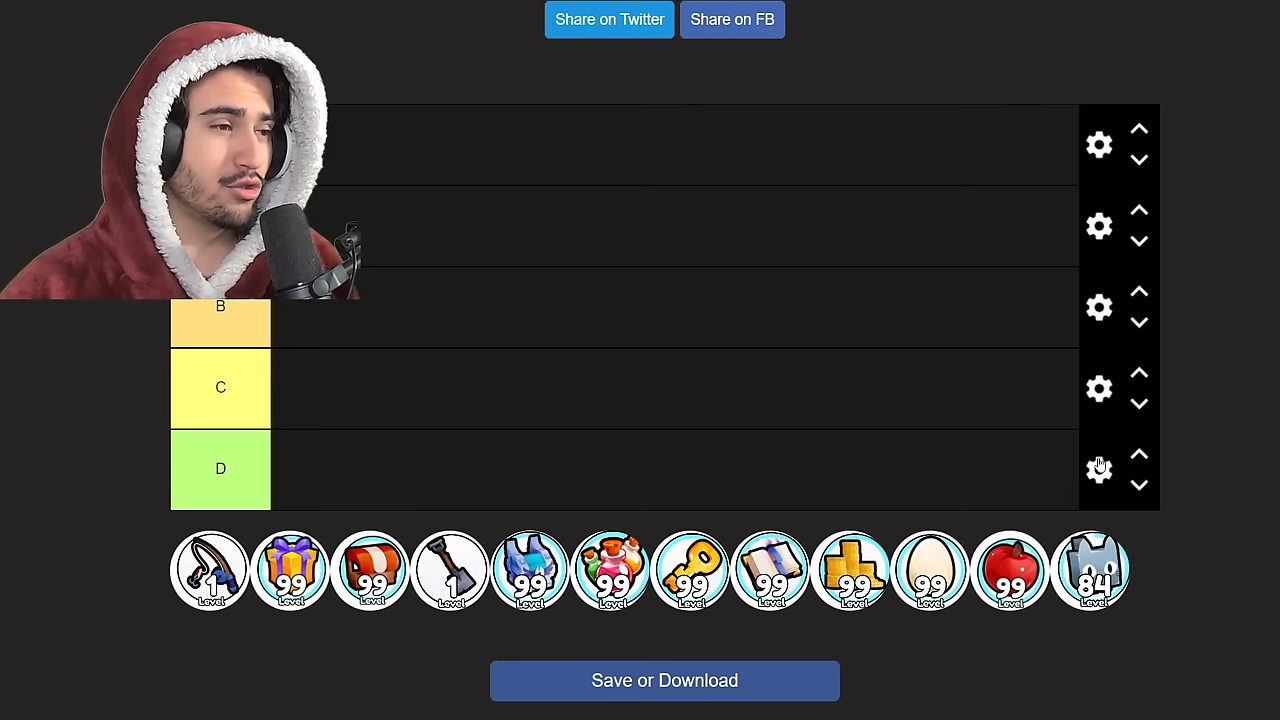 Share on Twitter Share on FB
B
C
D
1 99 99 1 99 99 99 99 99 99 99 84
Level Level Level Level Level Level Level Level Level Level Level Level
Save or Download